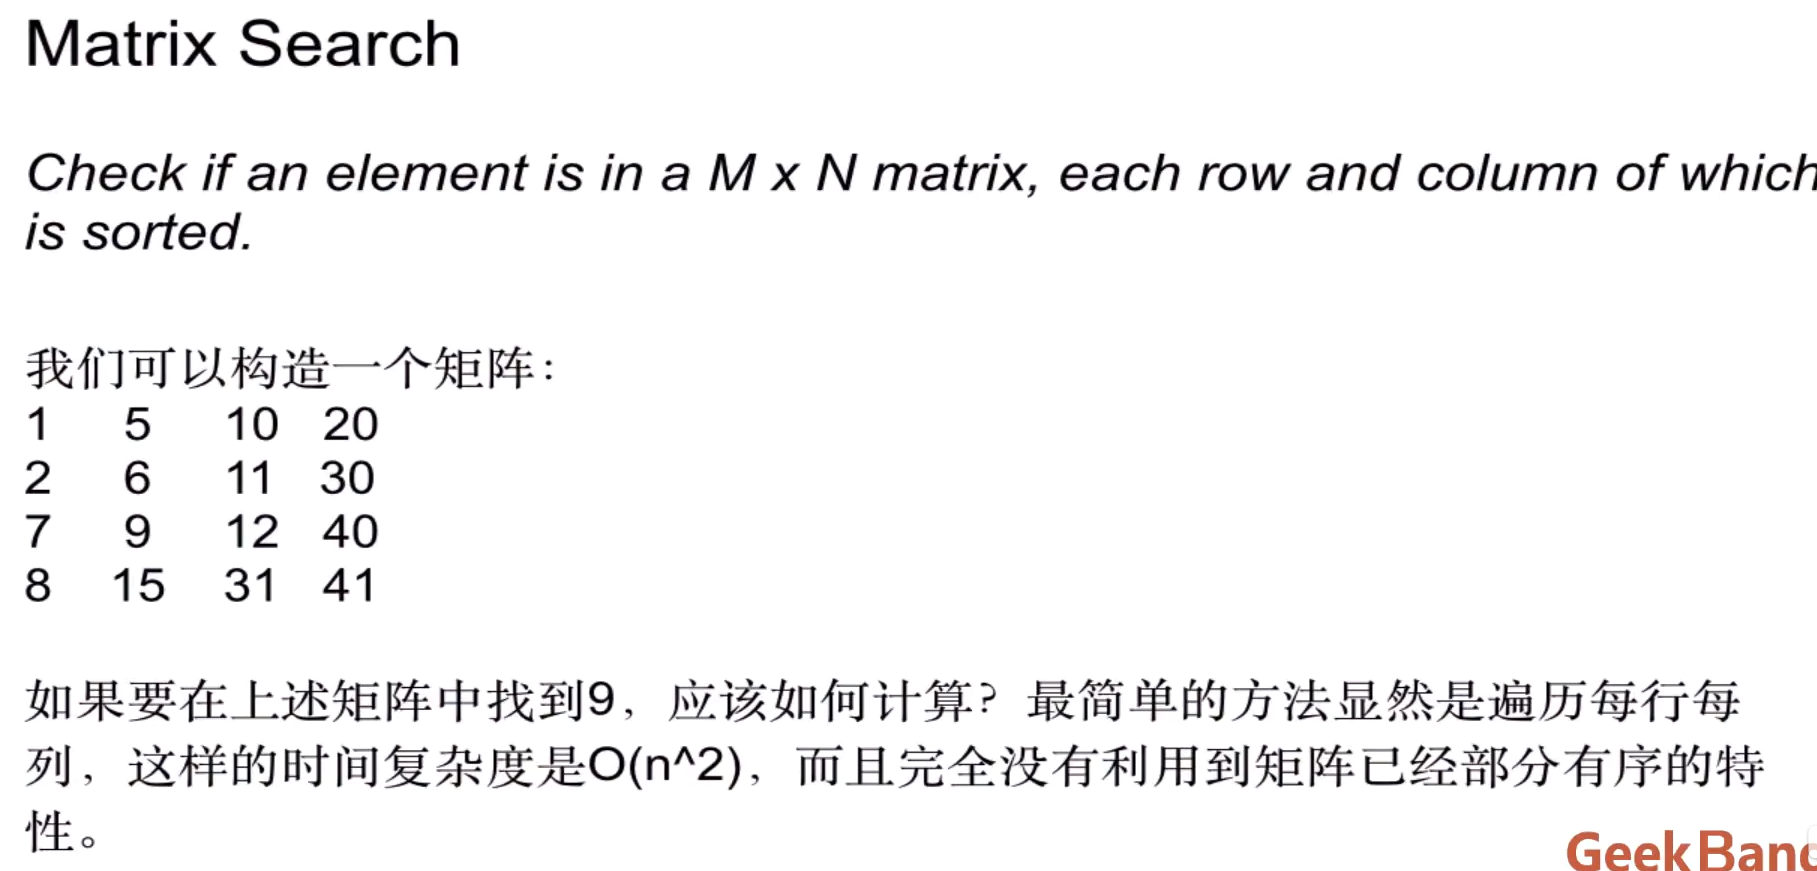 Matrix Search
Check if an element is in a M x N matrix, each row and column of which
is sorted.
我们可以构造一个矩阵：
1 5 10 20
2 6 11 30
7 9 12 40
8 15 31 41
如果要在上述矩阵中找到9，应该如何计算？最简单的方法显然是遍历每行每
列，这样的时间复杂度是O(n^2)，而且完全没有利用到矩阵已经部分有序的特
性。
GeekBand